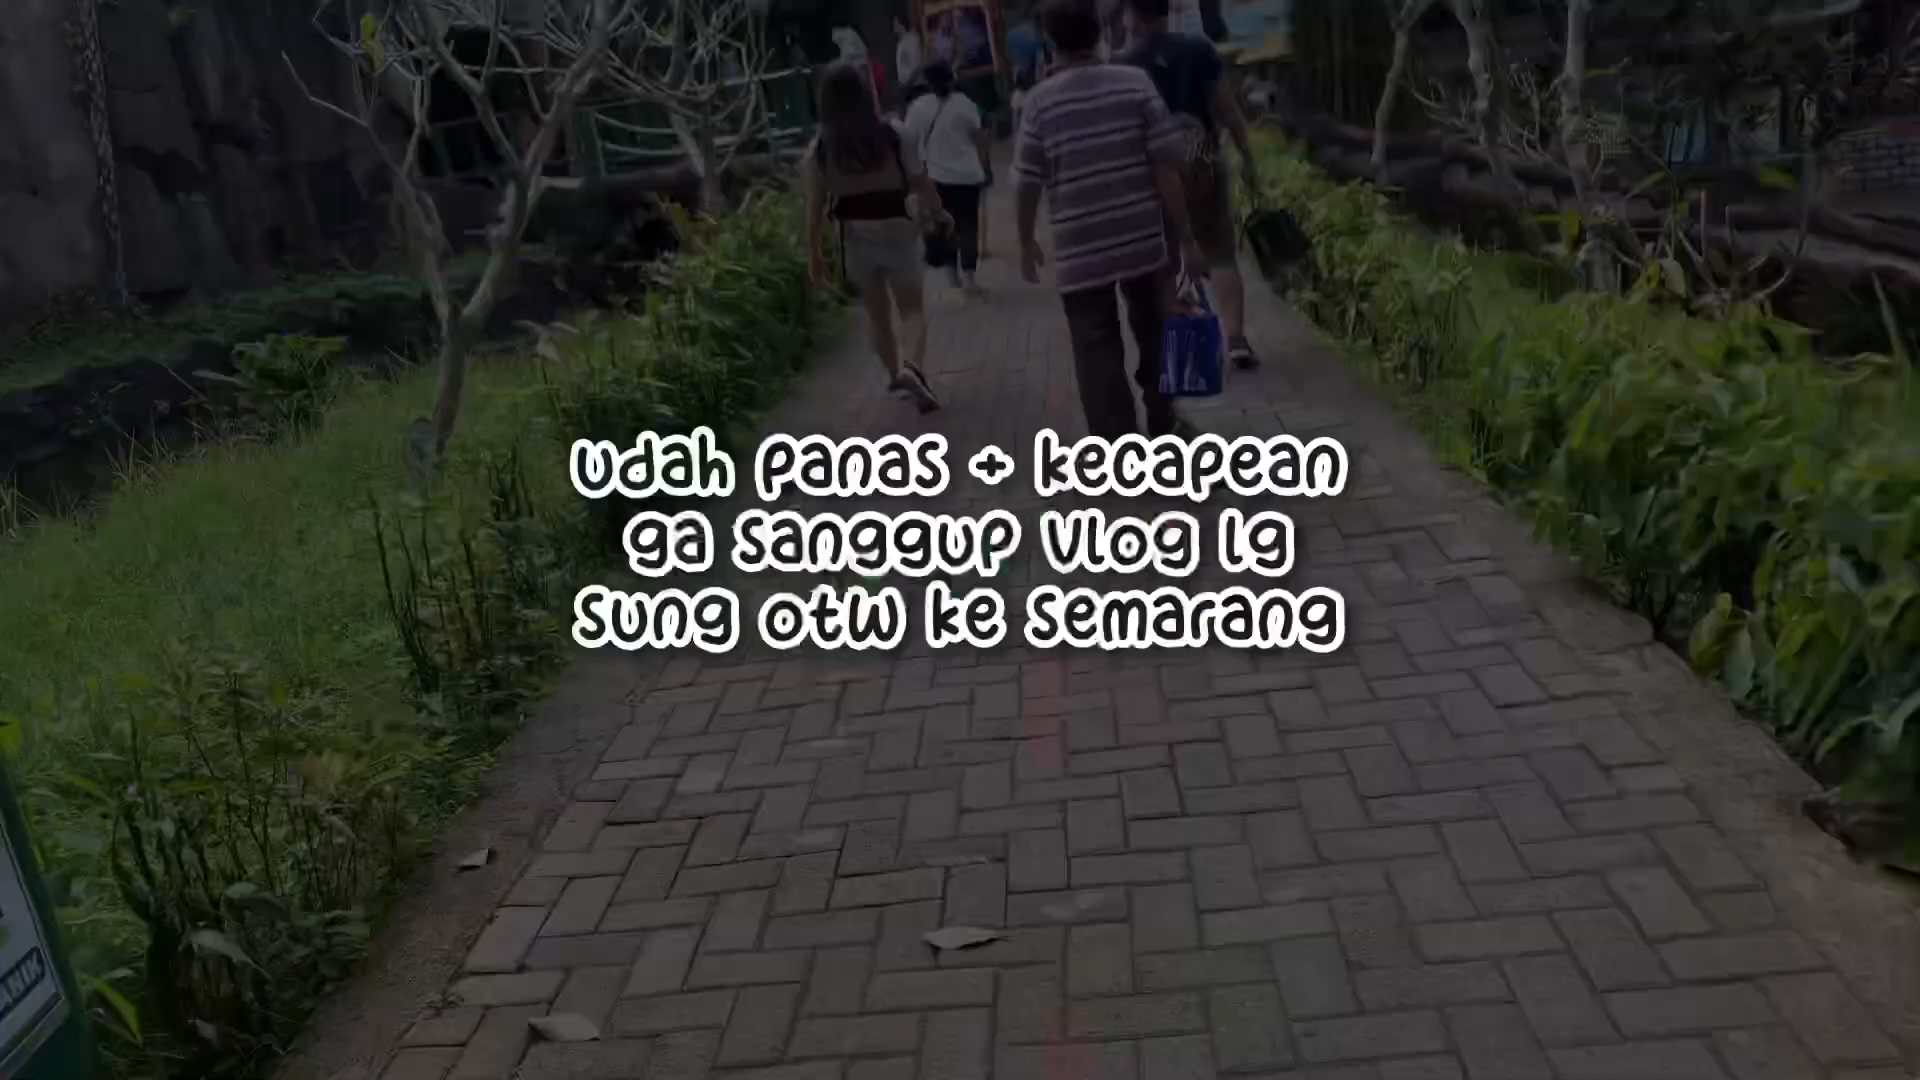 udah panas + kecapean
ga sanggup vlog lg
sung otw ke semarang